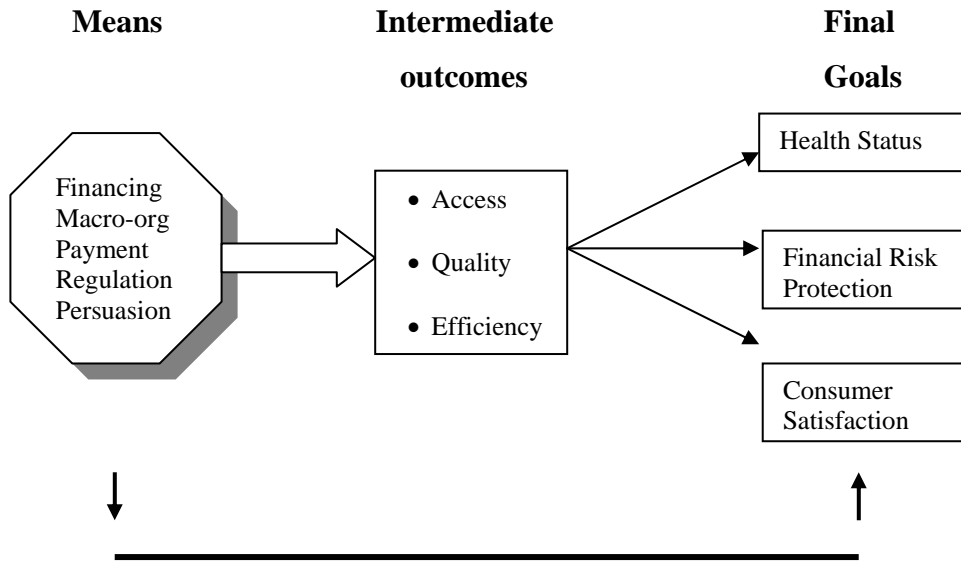 Means
Intermediate
outcomes
Final
Goals
Financing
Macro-org
Payment
Regulation
Persuasion
• Access
• Quality
• Efficiency
Health Status
Financial Risk
Protection
Consumer
Satisfaction